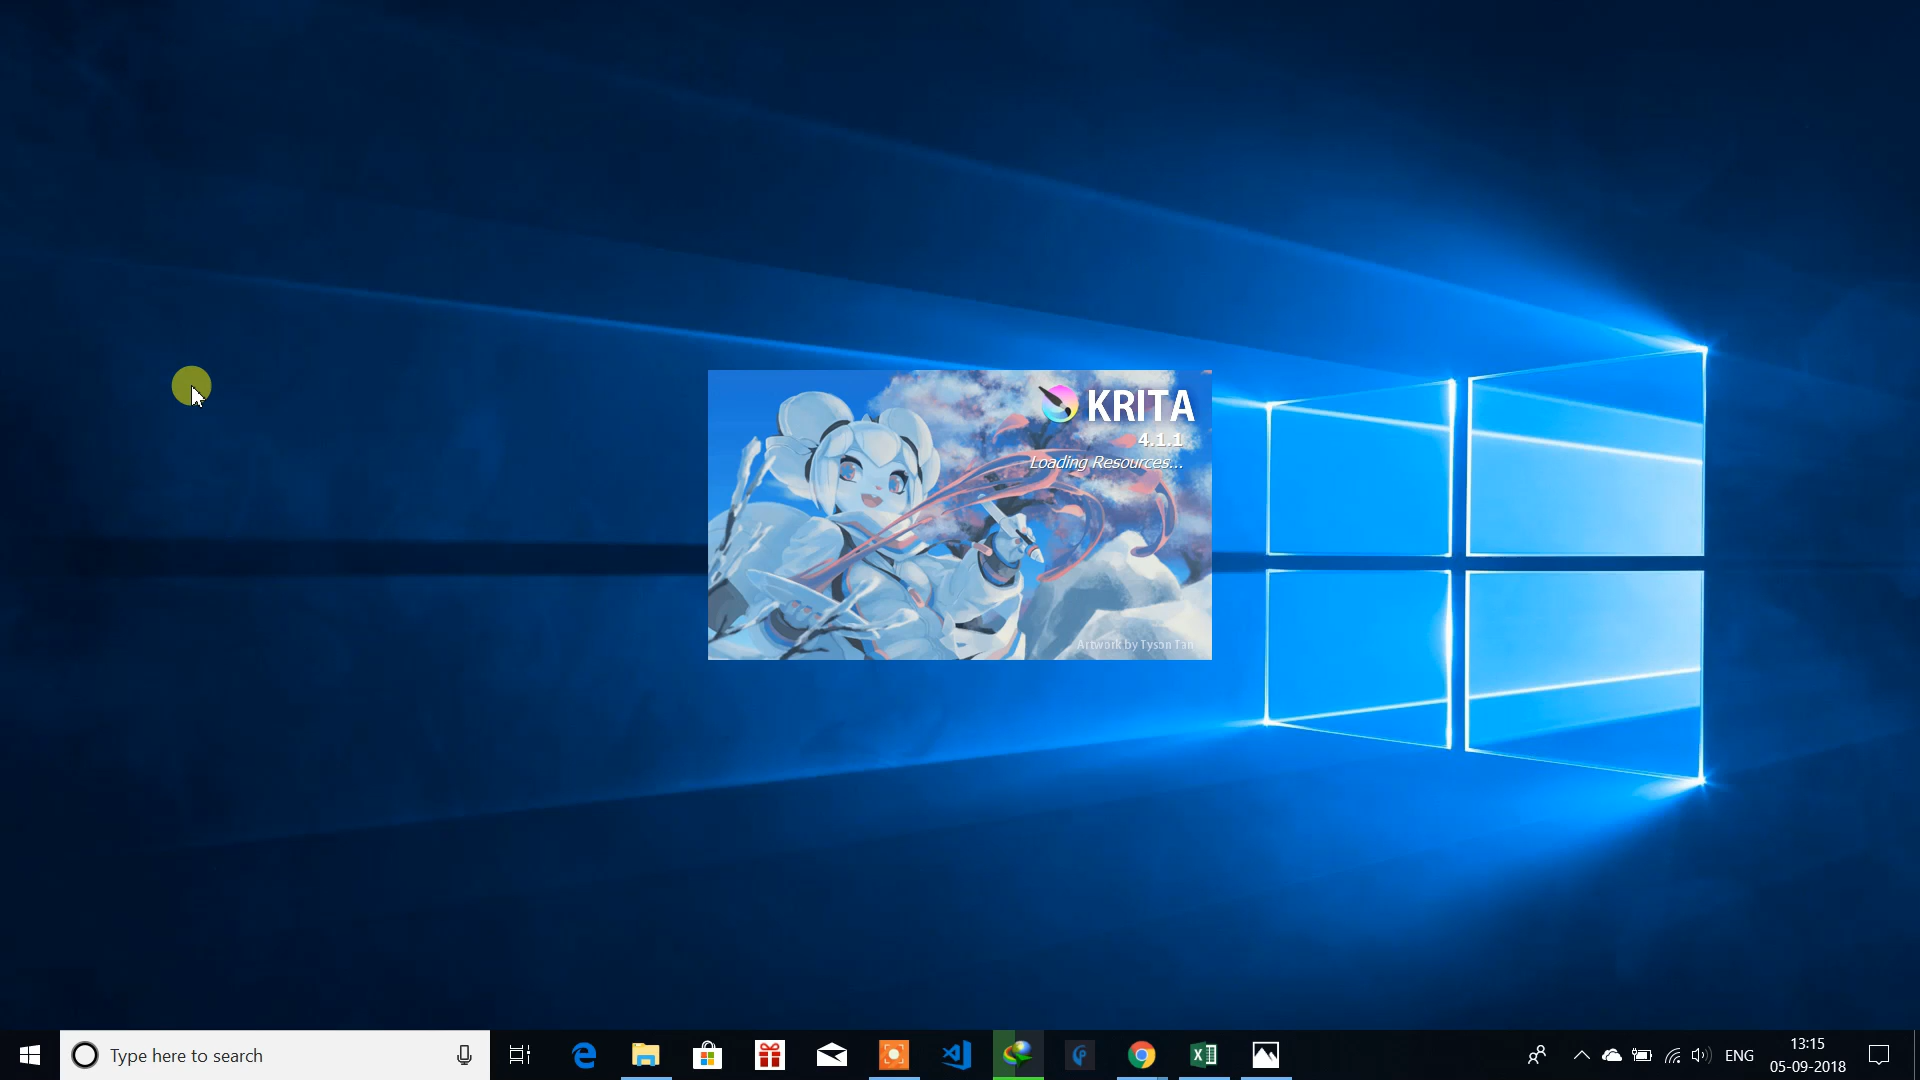 KRITA
4.1.1
Loading Resources...
Artwork by Tyson Tan
Type here to search
ENG
13:15
05-09-2018